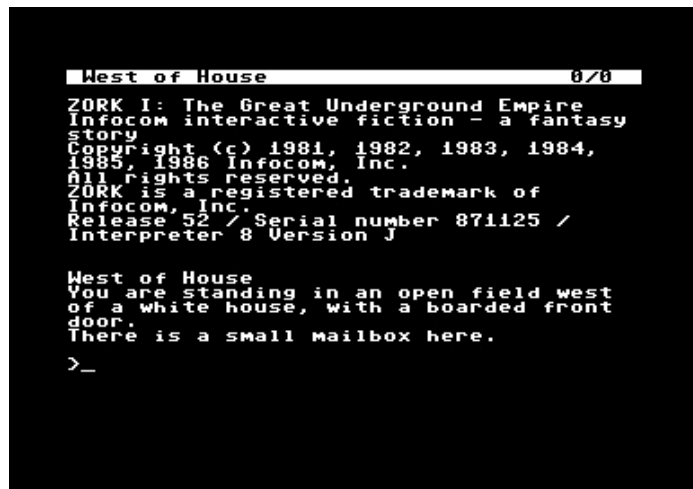 West of House 0/0
ZORK I: The Great Underground Empire
Infocom interactive fiction - a fantasy
story
Copyright (c) 1981, 1982, 1983, 1984,
1985, 1986 Infocom, Inc.
All rights reserved.
ZORK is a registered trademark of
Infocom, Inc.
Release 52 / Serial number 871125 /
Interpreter 8 Version J
West of House
You are standing in an open field west
of a white house, with a boarded front
door.
There is a small mailbox here.
>_